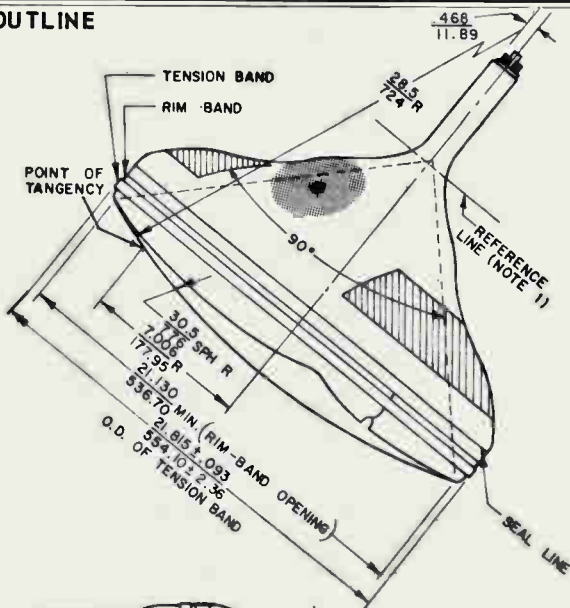 OUTLINE
.468
11.89
28.5 R
724
TENSION BAND
RIM-BAND
POINT OF
TANGENCY
90°
REFERENCE
LINE (NOTE 1)
30.5 SPH R
776
7.006 R
177.95
21.130 MIN. (RIM-BAND OPENING)
536.70
21.815 ± .093
554.10 ± 2.36
O.D. OF TENSION BAND
SEAL LINE